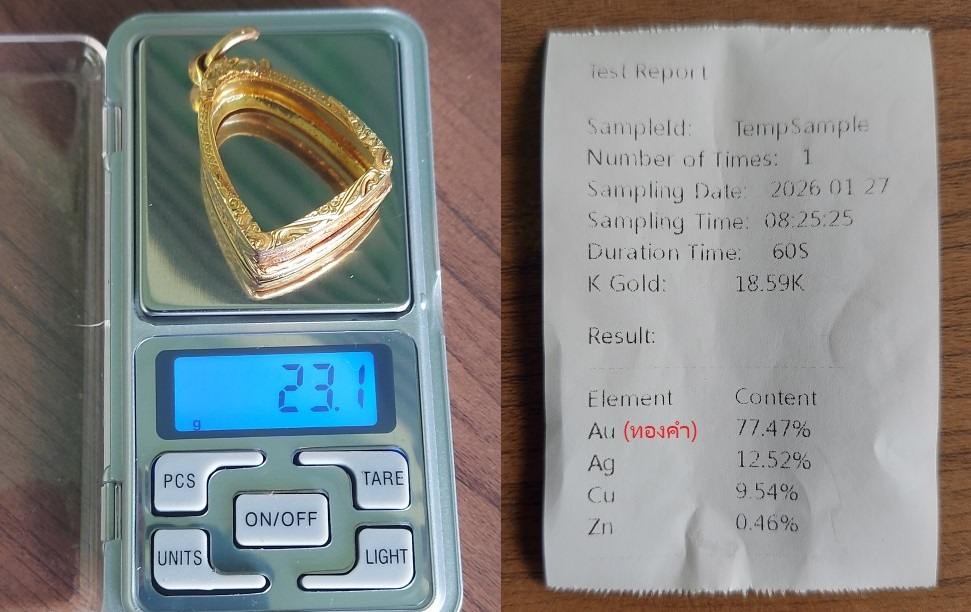 23.1
g
PCS
TARE
ON/OFF
UNITS
LIGHT
Test Report
SampleId: TempSample
Number of Times: 1
Sampling Date: 2026 01 27
Sampling Time: 08:25:25
Duration Time: 60S
K Gold: 18.59K
Result:
Element Content
Au (ทองคำ) 77.47%
Ag 12.52%
Cu 9.54%
Zn 0.46%